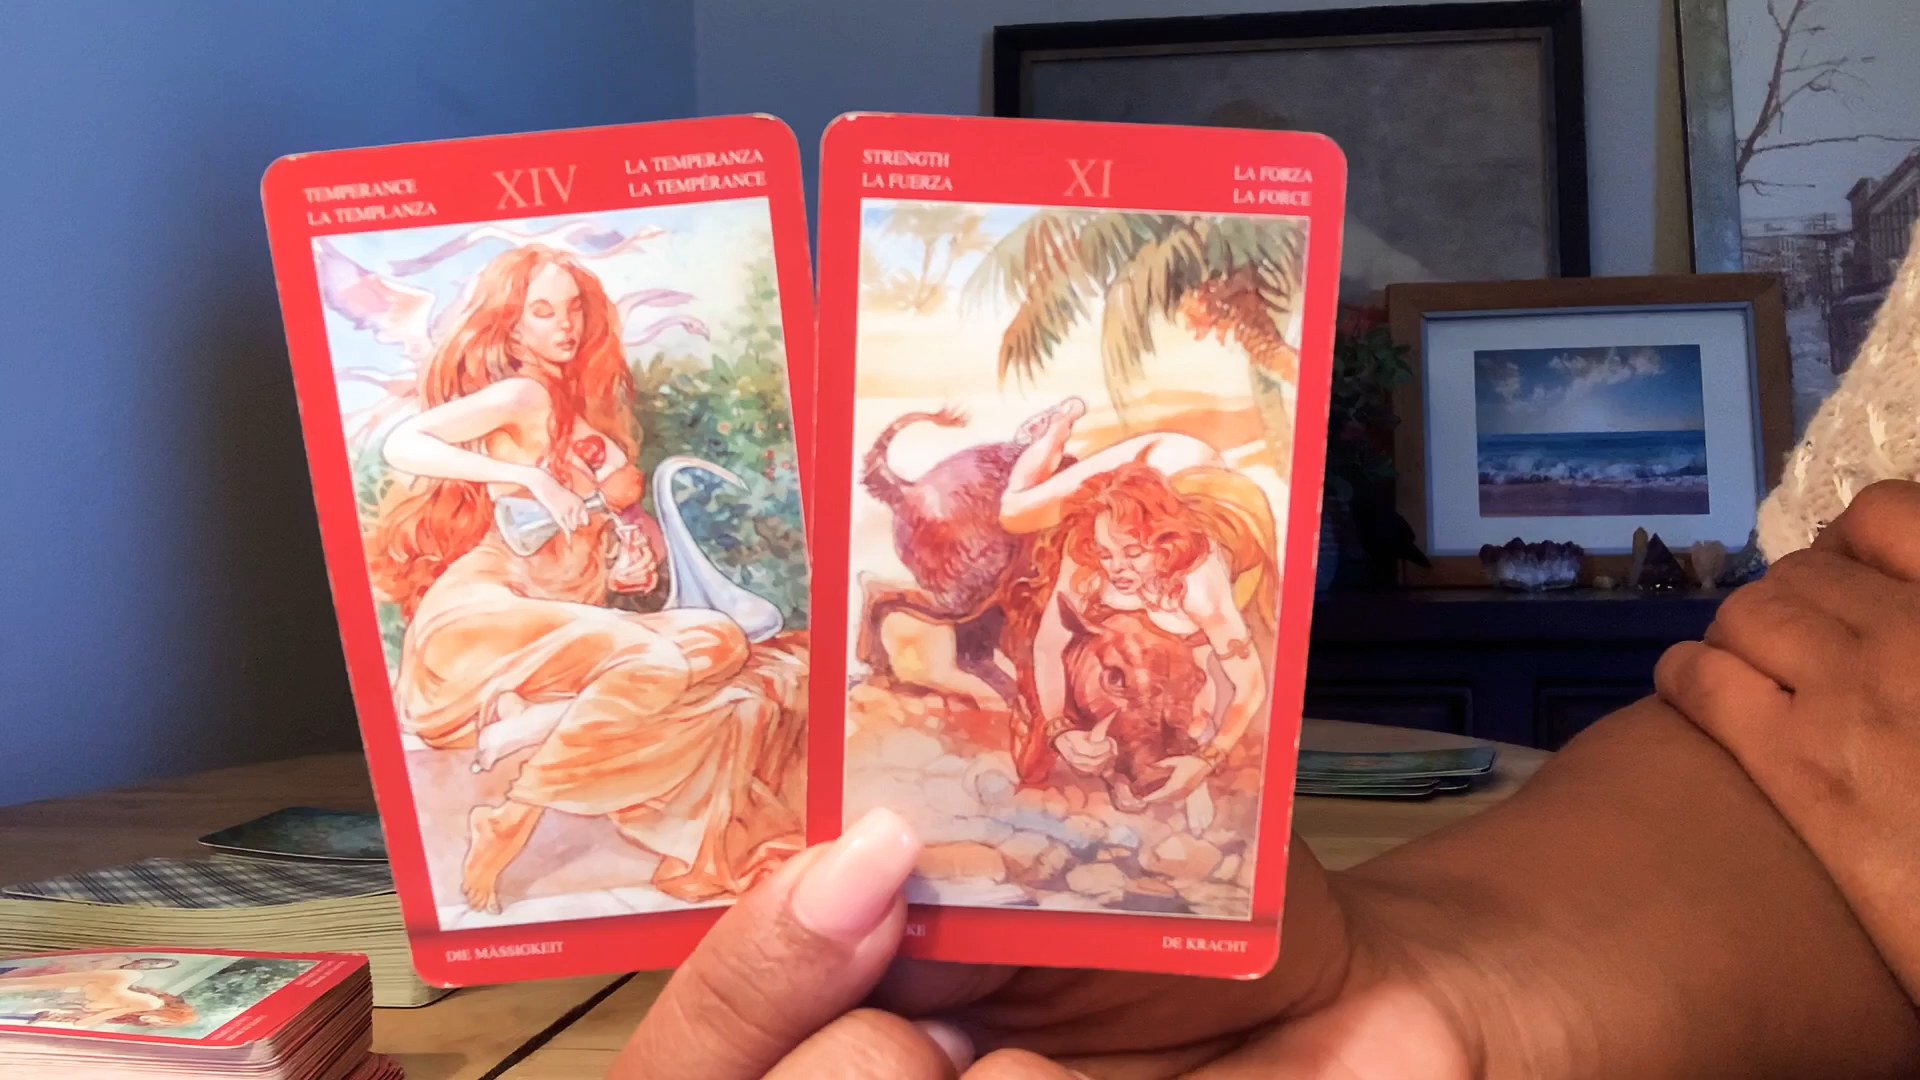 TEMPERANCE
LA TEMPLANZA
XIV
LA TEMPERANZA
LA TEMPÉRANCE
DIE MÄSSIGKEIT
STRENGTH
LA FUERZA
XI
LA FORZA
LA FORCE
KE
DE KRACHT